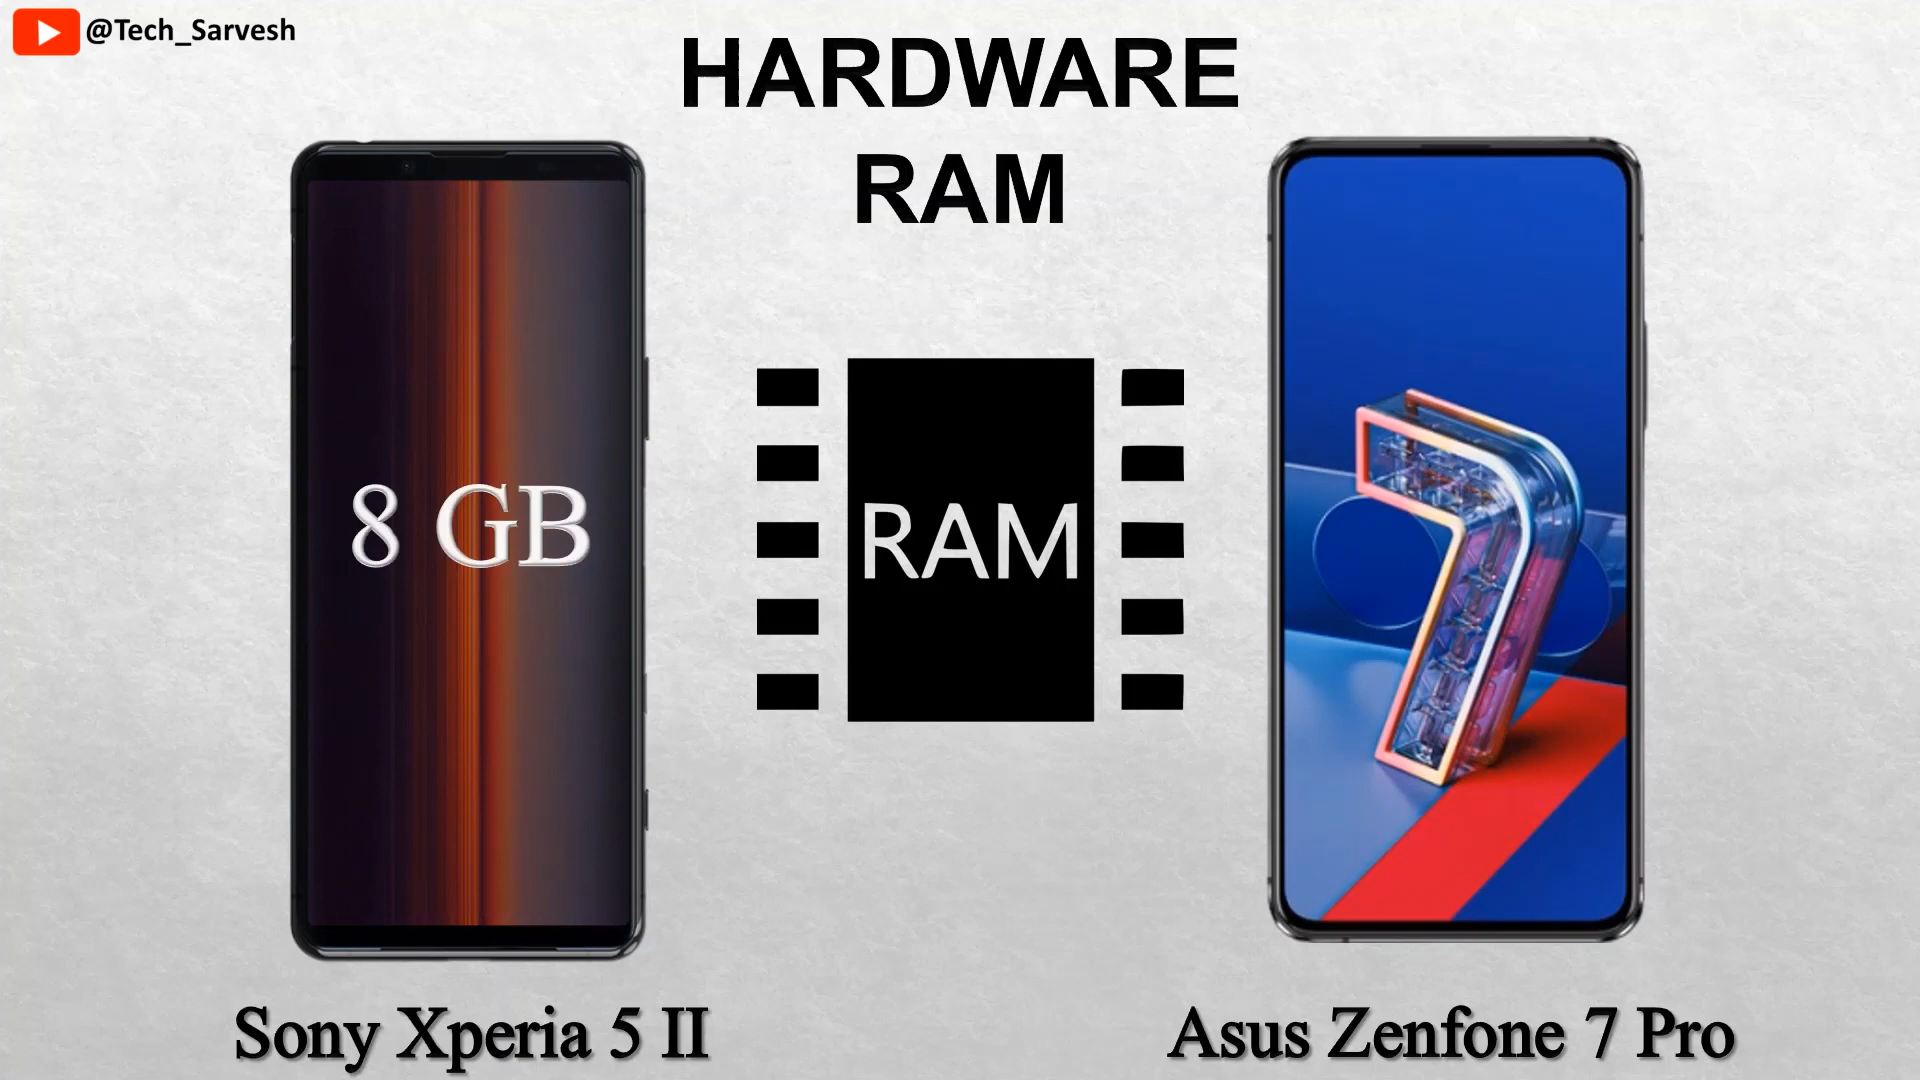 @Tech_Sarvesh
HARDWARE
RAM
8 GB
RAM
Sony Xperia 5 II
Asus Zenfone 7 Pro